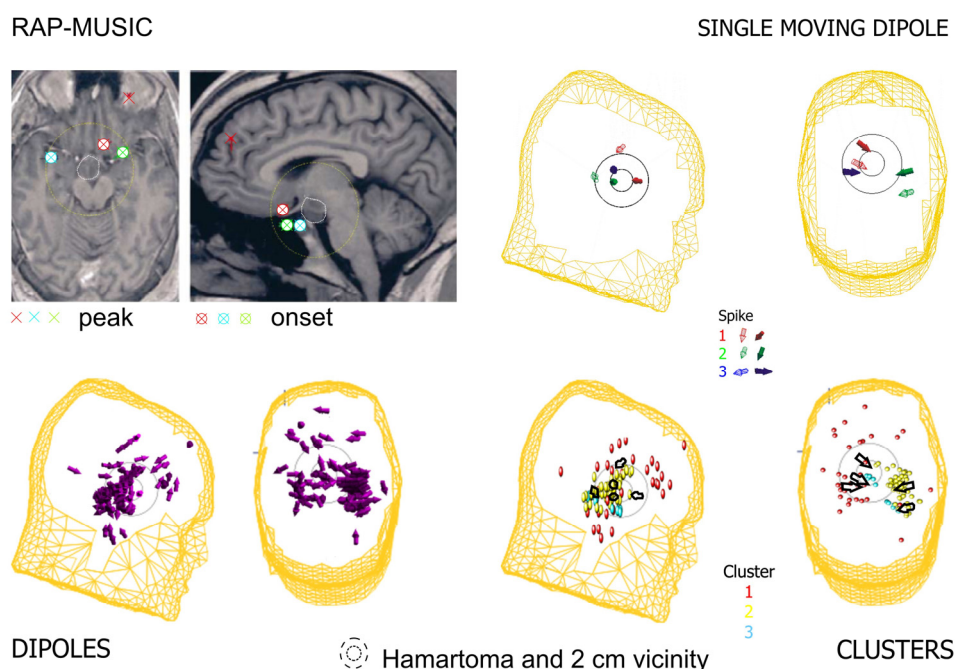 RAP-MUSIC
SINGLE MOVING DIPOLE
peak
onset
Spike
1
2
3
Cluster
1
2
3
DIPOLES
Hamartoma and 2 cm vicinity
CLUSTERS